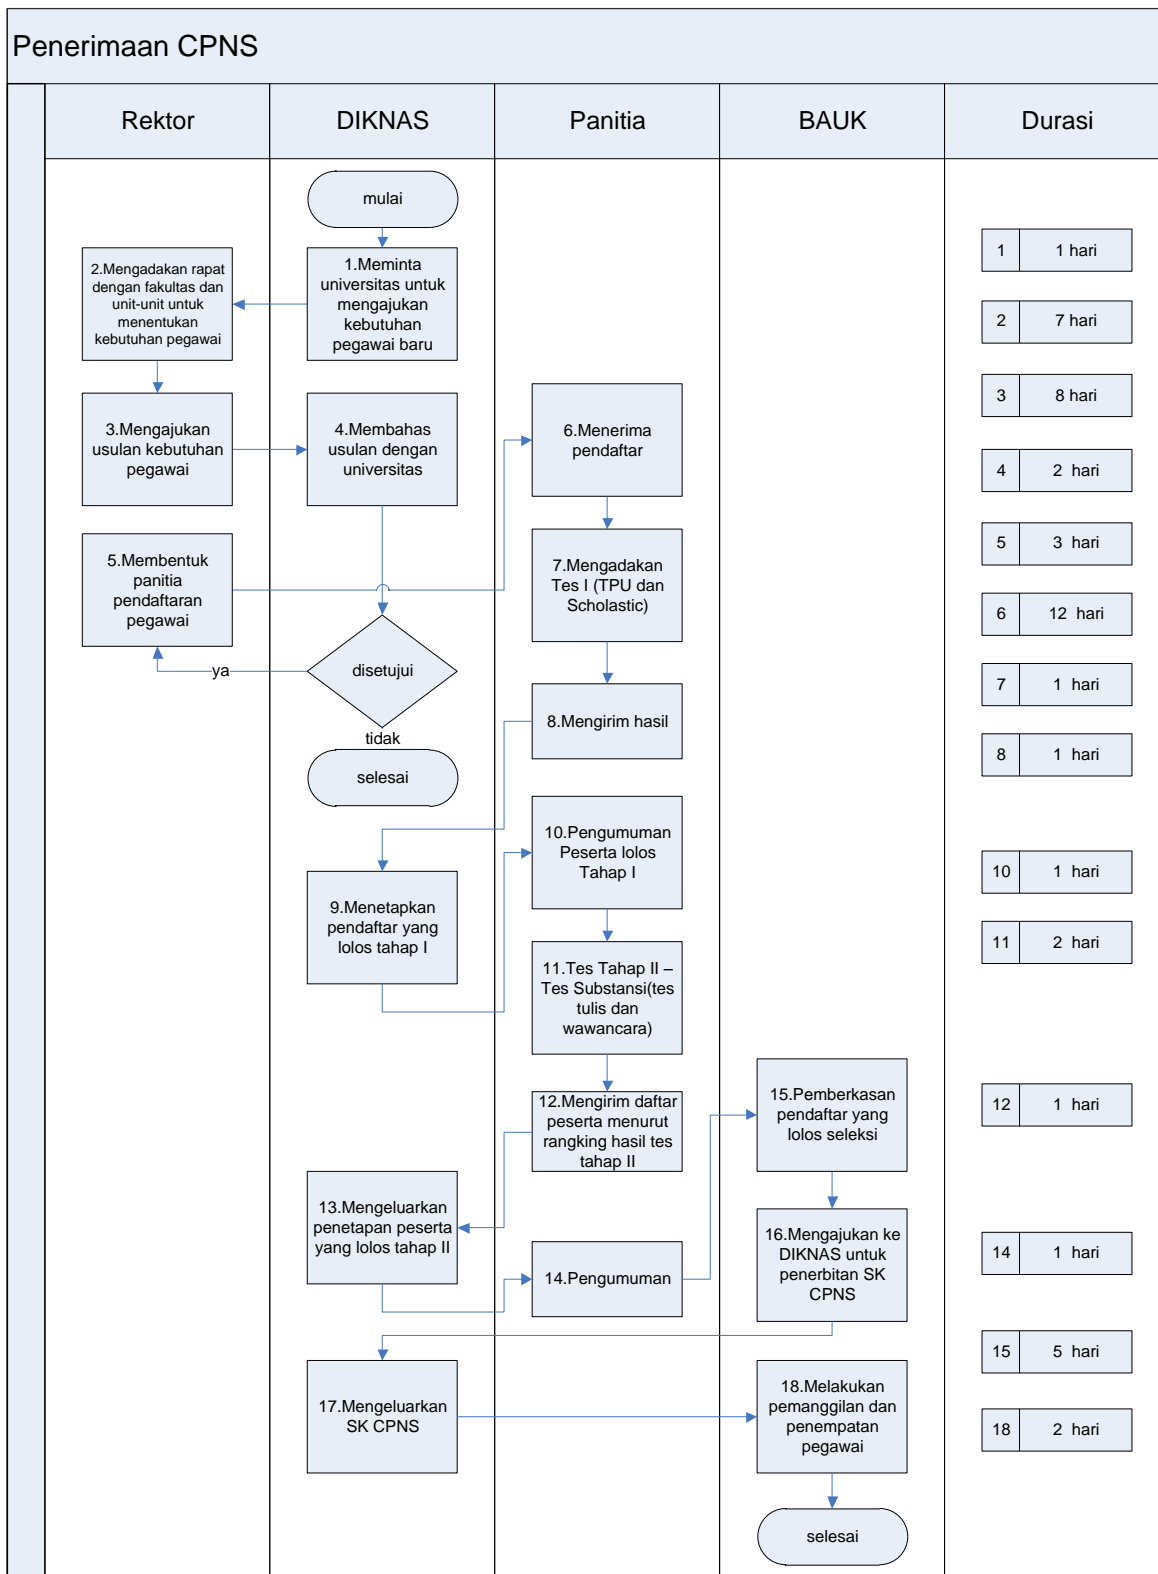 Penerimaan CPNS
Rektor
DIKNAS
Panitia
BAUK
Durasi
mulai
1.Meminta
universitas untuk
mengajukan
kebutuhan
pegawai baru
2.Mengadakan rapat
dengan fakultas dan
unit-unit untuk
menentukan
kebutuhan pegawai
3.Mengajukan
usulan kebutuhan
pegawai
4.Membahas
usulan dengan
universitas
5.Membentuk
panitia
pendaftaran
pegawai
disetujui
ya
tidak
selesai
6.Menerima
pendaftar
7.Mengadakan
Tes I (TPU dan
Scholastic)
8.Mengirim hasil
9.Menetapkan
pendaftar yang
lolos tahap I
10.Pengumuman
Peserta lolos
Tahap I
11.Tes Tahap II –
Tes Substansi(tes
tulis dan
wawancara)
12.Mengirim daftar
peserta menurut
rangking hasil tes
tahap II
13.Mengeluarkan
penetapan peserta
yang lolos tahap II
14.Pengumuman
15.Pemberkasan
pendaftar yang
lolos seleksi
16.Mengajukan ke
DIKNAS untuk
penerbitan SK
CPNS
17.Mengeluarkan
SK CPNS
18.Melakukan
pemanggilan dan
penempatan
pegawai
selesai
1 1 hari
2 7 hari
3 8 hari
4 2 hari
5 3 hari
6 12 hari
7 1 hari
8 1 hari
10 1 hari
11 2 hari
12 1 hari
14 1 hari
15 5 hari
18 2 hari